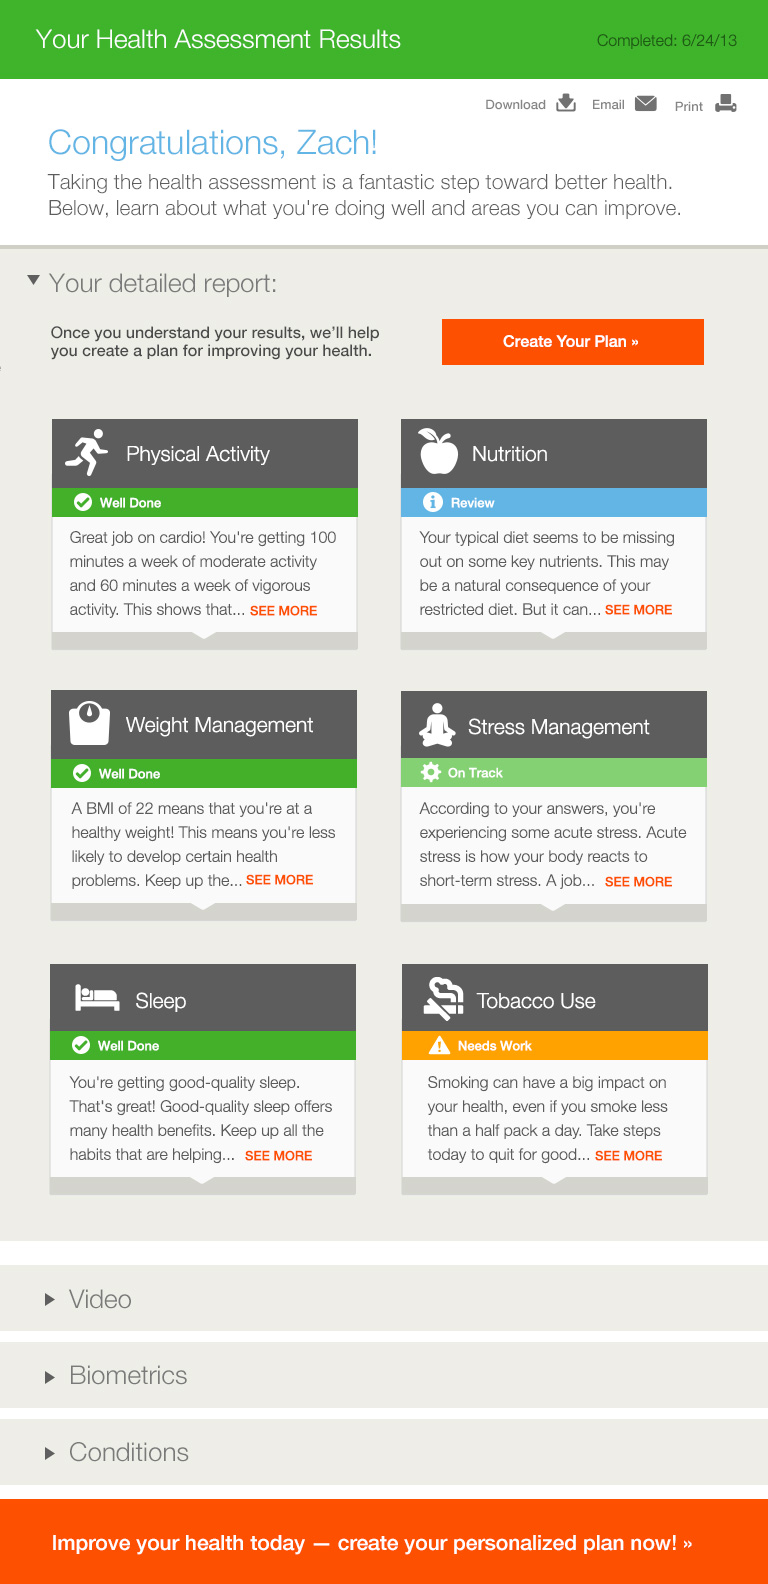 Your Health Assessment Results
Completed: 6/24/13
Download
Email
Print
Congratulations, Zach!
Taking the health assessment is a fantastic step toward better health.
Below, learn about what you're doing well and areas you can improve.
Your detailed report:
Once you understand your results, we'll help
you create a plan for improving your health.
Create Your Plan »
Physical Activity
Well Done
Great job on cardio! You're getting 100
minutes a week of moderate activity
and 60 minutes a week of vigorous
activity. This shows that... SEE MORE
Nutrition
Review
Your typical diet seems to be missing
out on some key nutrients. This may
be a natural consequence of your
restricted diet. But it can... SEE MORE
Weight Management
Well Done
A BMI of 22 means that you're at a
healthy weight! This means you're less
likely to develop certain health
problems. Keep up the... SEE MORE
Stress Management
On Track
According to your answers, you're
experiencing some acute stress. Acute
stress is how your body reacts to
short-term stress. A job... SEE MORE
Sleep
Well Done
You're getting good-quality sleep.
That's great! Good-quality sleep offers
many health benefits. Keep up all the
habits that are helping... SEE MORE
Tobacco Use
Needs Work
Smoking can have a big impact on
your health, even if you smoke less
than a half pack a day. Take steps
today to quit for good... SEE MORE
Video
Biometrics
Conditions
Improve your health today — create your personalized plan now! »